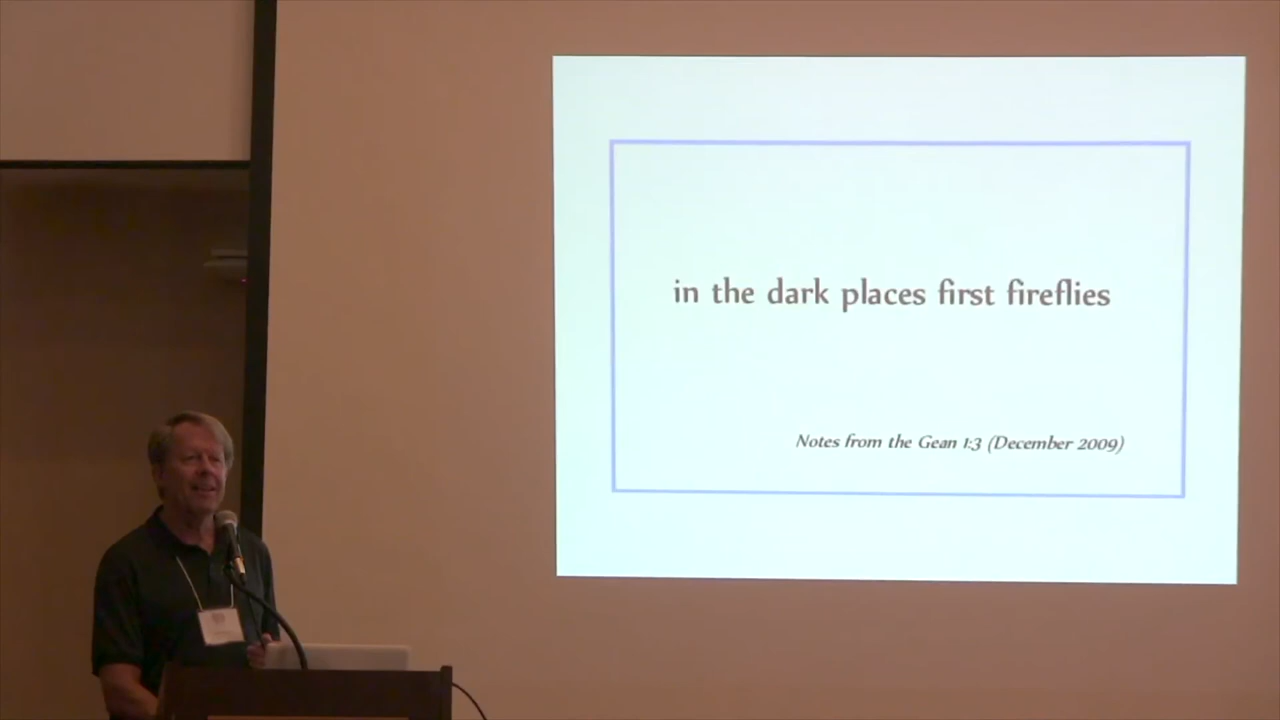 in the dark places first fireflies
Notes from the Gean 1:3 (December 2009)